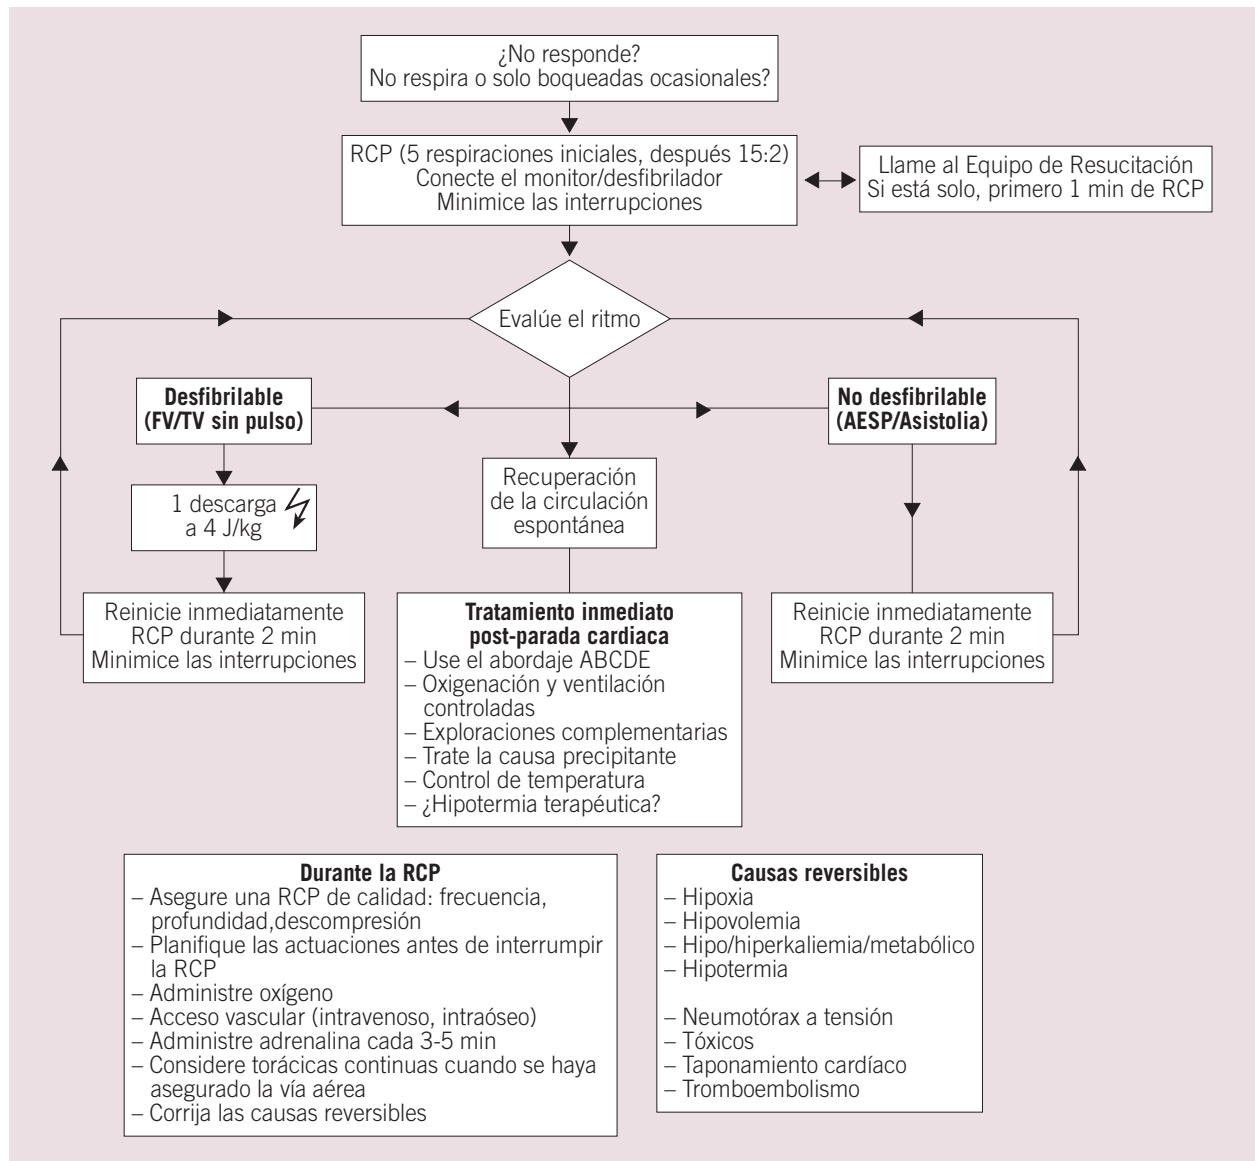 ¿No responde?
No respira o solo boqueadas ocasionales?
RCP (5 respiraciones iniciales, después 15:2)
Conecte el monitor/desfibrilador
Minimice las interrupciones
Llame al Equipo de Resucitación
Si está solo, primero 1 min de RCP
Evalúe el ritmo
Desfibrilable
(FV/TV sin pulso)
No desfibrilable
(AESP/Asistolia)
1 descarga
a 4 J/kg
Recuperación
de la circulación
espontánea
Reinicie inmediatamente
RCP durante 2 min
Minimice las interrupciones
Tratamiento inmediato
post-parada cardiaca
– Use el abordaje ABCDE
– Oxigenación y ventilación
controladas
– Exploraciones complementarias
– Trate la causa precipitante
– Control de temperatura
– ¿Hipotermia terapéutica?
Reinicie inmediatamente
RCP durante 2 min
Minimice las interrupciones
Durante la RCP
– Asegure una RCP de calidad: frecuencia,
profundidad,descompresión
– Planifique las actuaciones antes de interrumpir
la RCP
– Administre oxígeno
– Acceso vascular (intravenoso, intraóseo)
– Administre adrenalina cada 3-5 min
– Considere torácicas continuas cuando se haya
asegurado la vía aérea
– Corrija las causas reversibles
Causas reversibles
– Hipoxia
– Hipovolemia
– Hipo/hiperkaliemia/metabólico
– Hipotermia
– Neumotórax a tensión
– Tóxicos
– Taponamiento cardíaco
– Tromboembolismo